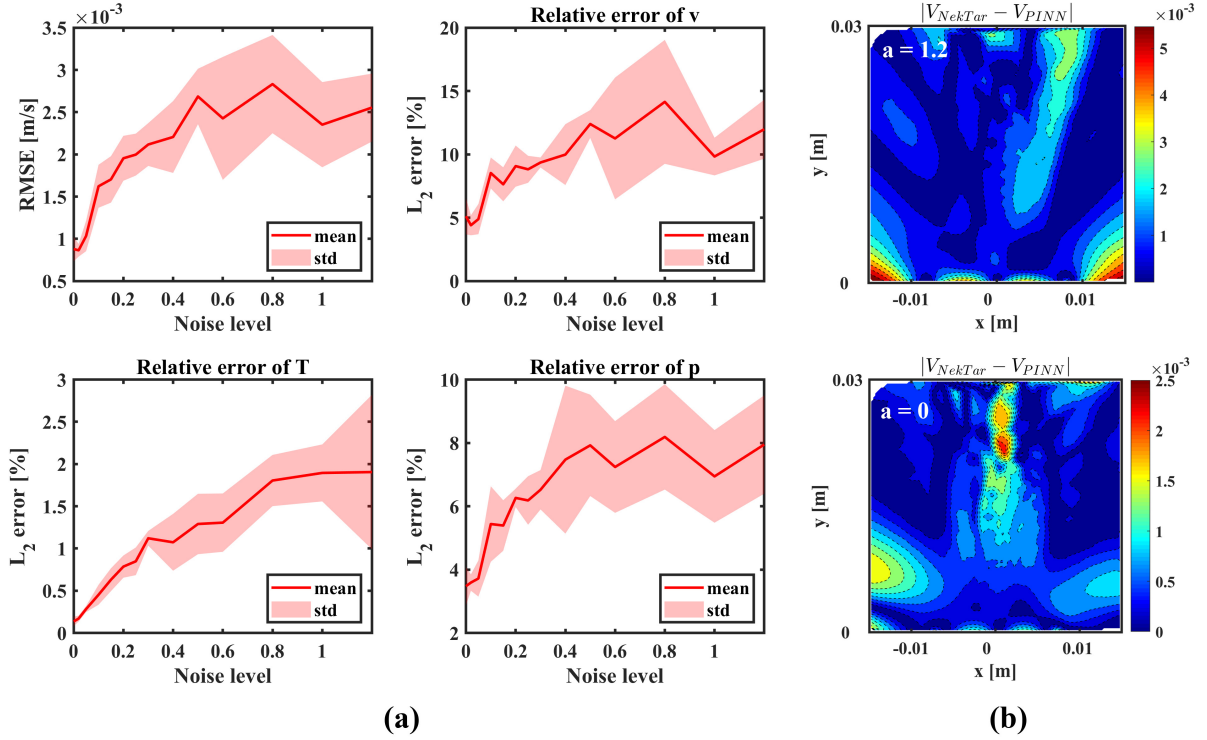 ×10⁻³
3.5
3
2.5
2
1.5
1
0.5
RMSE [m/s]
0 0.2 0.4 0.6 0.8 1
Noise level
mean
std
Relative error of v
20
15
10
5
0
L₂ error [%]
0 0.2 0.4 0.6 0.8 1
Noise level
mean
std
|V_NekTar − V_PINN|
×10⁻³
a = 1.2
0.03
0
y [m]
-0.01 0 0.01
x [m]
5
4
3
2
1
Relative error of T
3
2.5
2
1.5
1
0.5
0
L₂ error [%]
0 0.2 0.4 0.6 0.8 1
Noise level
mean
std
Relative error of p
10
8
6
4
2
L₂ error [%]
0 0.2 0.4 0.6 0.8 1
Noise level
mean
std
|V_NekTar − V_PINN|
×10⁻³
a = 0
0.03
0
y [m]
-0.01 0 0.01
x [m]
2.5
2
1.5
1
0.5
0
(a)
(b)